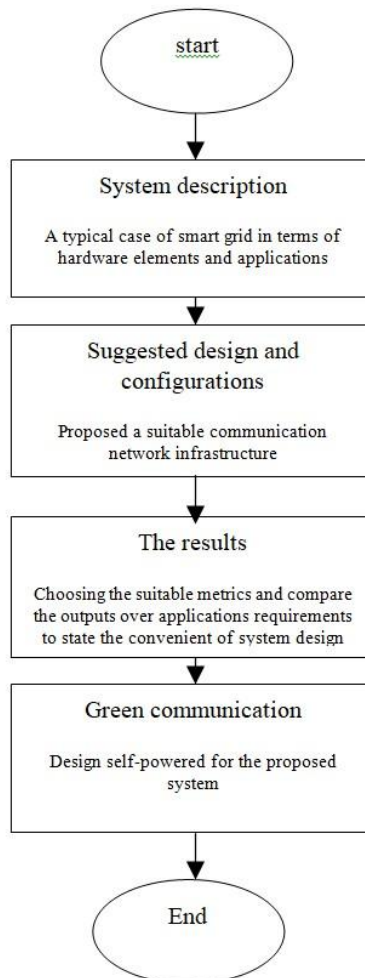 start
System description
A typical case of smart grid in terms of
hardware elements and applications
Suggested design and
configurations
Proposed a suitable communication
network infrastructure
The results
Choosing the suitable metrics and compare
the outputs over applications requirements
to state the convenient of system design
Green communication
Design self-powered for the proposed
system
End